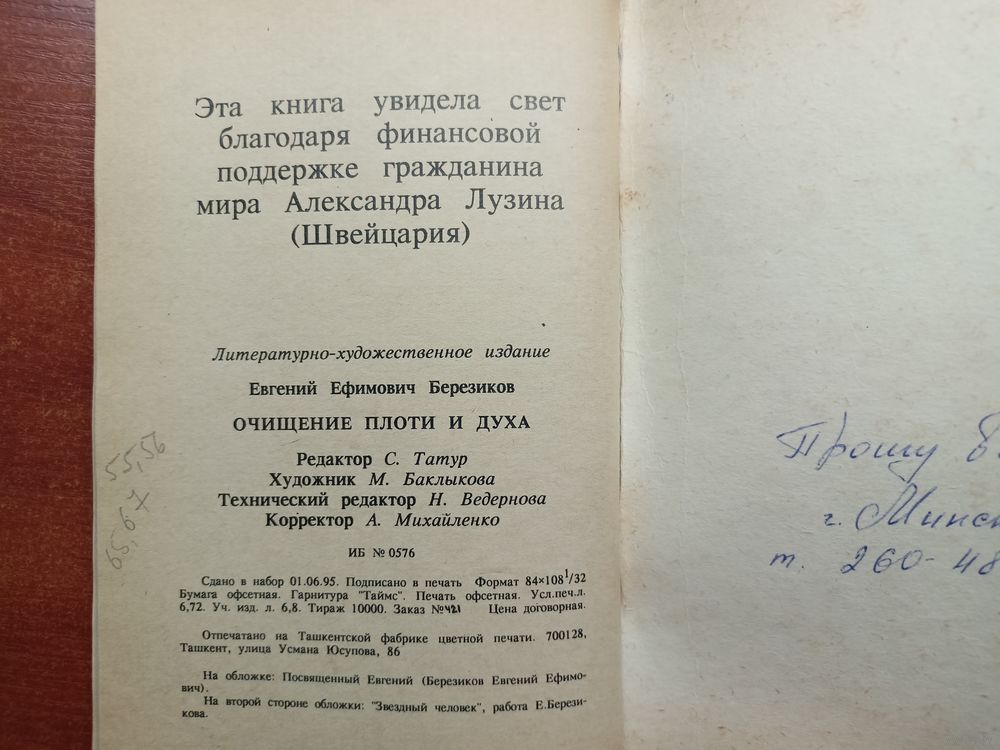 Эта книга увидела свет
благодаря финансовой
поддержке гражданина
мира Александра Лузина
(Швейцария)
Литературно-художественное издание
Евгений Ефимович Березиков
ОЧИЩЕНИЕ ПЛОТИ И ДУХА
Редактор С. Татур
Художник М. Баклыкова
Технический редактор Н. Ведернова
Корректор А. Михайленко
ИБ № 0576
Сдано в набор 01.06.95. Подписано в печать Формат 84×108 1/32
Бумага офсетная. Гарнитура "Таймс". Печать офсетная. Усл.печ.л.
6,72. Уч. изд. л. 6,8. Тираж 10000. Заказ №421 Цена договорная.
Отпечатано на Ташкентской фабрике цветной печати. 700128,
Ташкент, улица Усмана Юсупова, 86
На обложке: Посвященный Евгений (Березиков Евгений Ефимо-
вич).
На второй стороне обложки: "Звездный человек", работа Е.Берези-
кова.
55,56
65,67
Прошу
г. Минск
т. 260-48